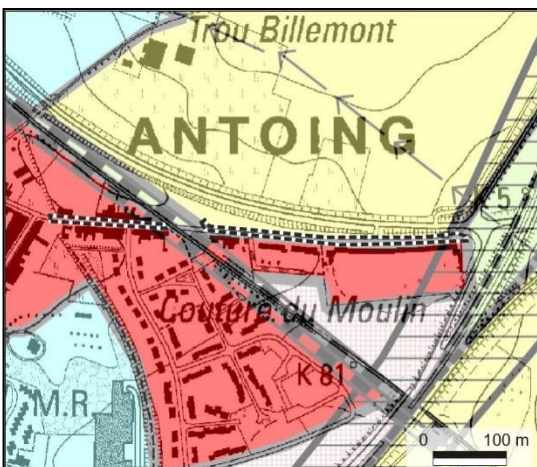 Trou Billemont
ANTOING
K 5
Couture du Moulin
K 81
M.R
0 100 m